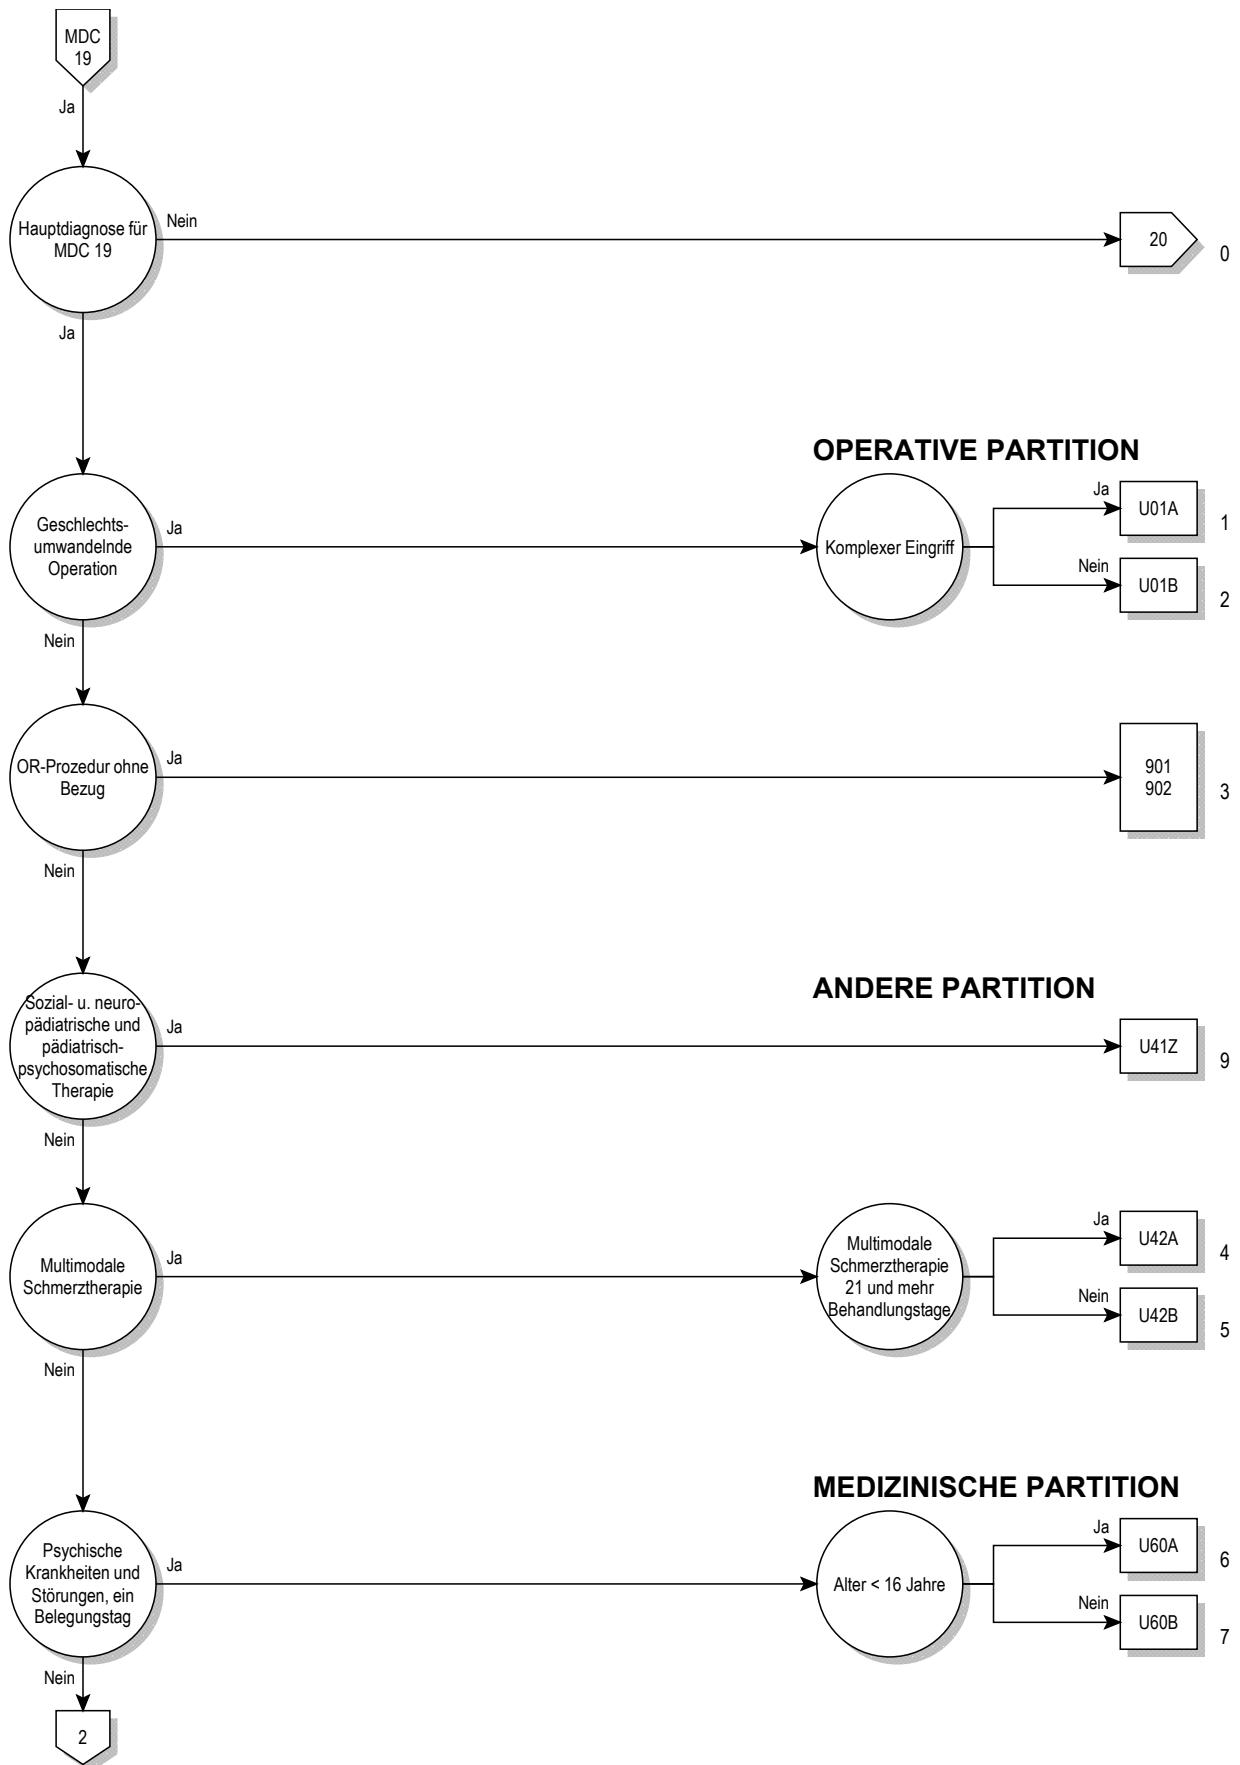 MDC
19
Ja
Hauptdiagnose für
MDC 19
Nein
20
0
Ja
OPERATIVE PARTITION
Geschlechts-
umwandelnde
Operation
Ja
Komplexer Eingriff
Ja
U01A
1
Nein
U01B
2
Nein
OR-Prozedur ohne
Bezug
Ja
901
902
3
Nein
ANDERE PARTITION
Sozial- u. neuro-
pädiatrische und
pädiatrisch-
psychosomatische
Therapie
Ja
U41Z
9
Nein
Multimodale
Schmerztherapie
Ja
Multimodale
Schmerztherapie
21 und mehr
Behandlungstage
Ja
U42A
4
Nein
U42B
5
Nein
MEDIZINISCHE PARTITION
Psychische
Krankheiten und
Störungen, ein
Belegungstag
Ja
Alter < 16 Jahre
Ja
U60A
6
Nein
U60B
7
Nein
2